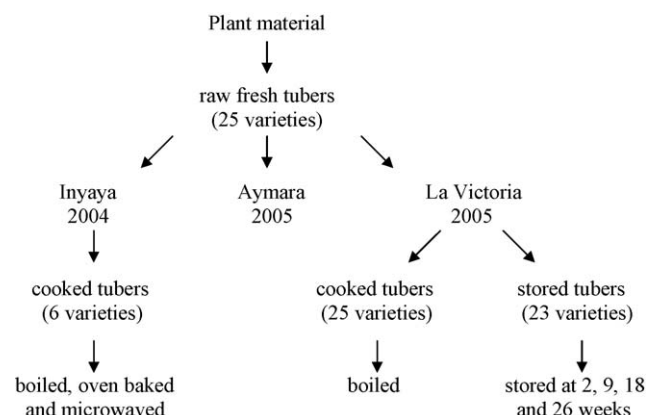 Plant material
raw fresh tubers
(25 varieties)
Inyaya
2004
Aymara
2005
La Victoria
2005
cooked tubers
(6 varieties)
cooked tubers
(25 varieties)
stored tubers
(23 varieties)
boiled, oven baked
and microwaved
boiled
stored at 2, 9, 18
and 26 weeks